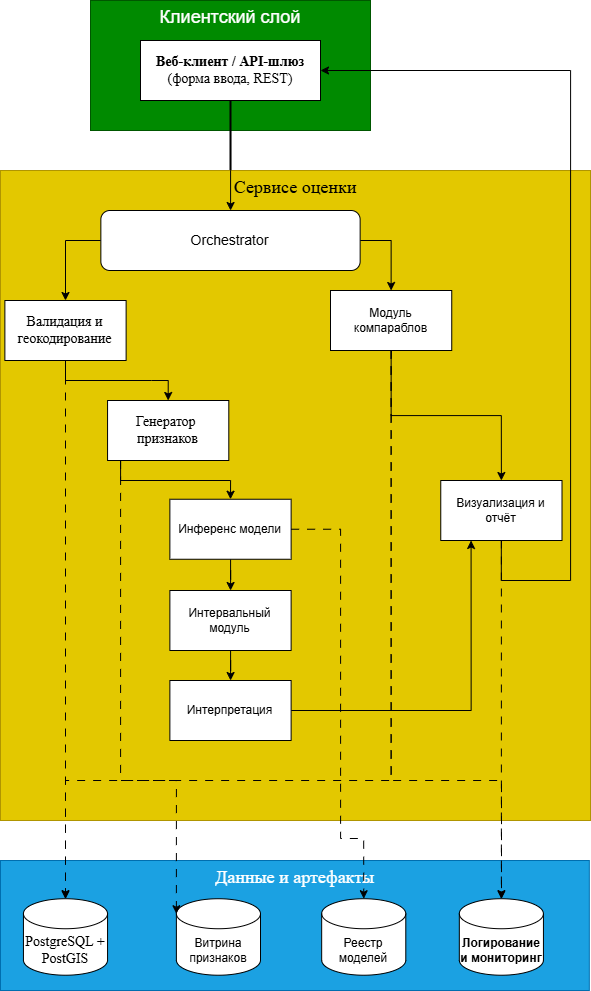 Клиентский слой
Веб-клиент / API-шлюз
(форма ввода, REST)
Сервисе оценки
Orchestrator
Валидация и
геокодирование
Модуль
компараблов
Генератор
признаков
Визуализация и
отчёт
Инференс модели
Интервальный
модуль
Интерпретация
Данные и артефакты
PostgreSQL +
PostGIS
Витрина
признаков
Реестр
моделей
Логирование
и мониторинг